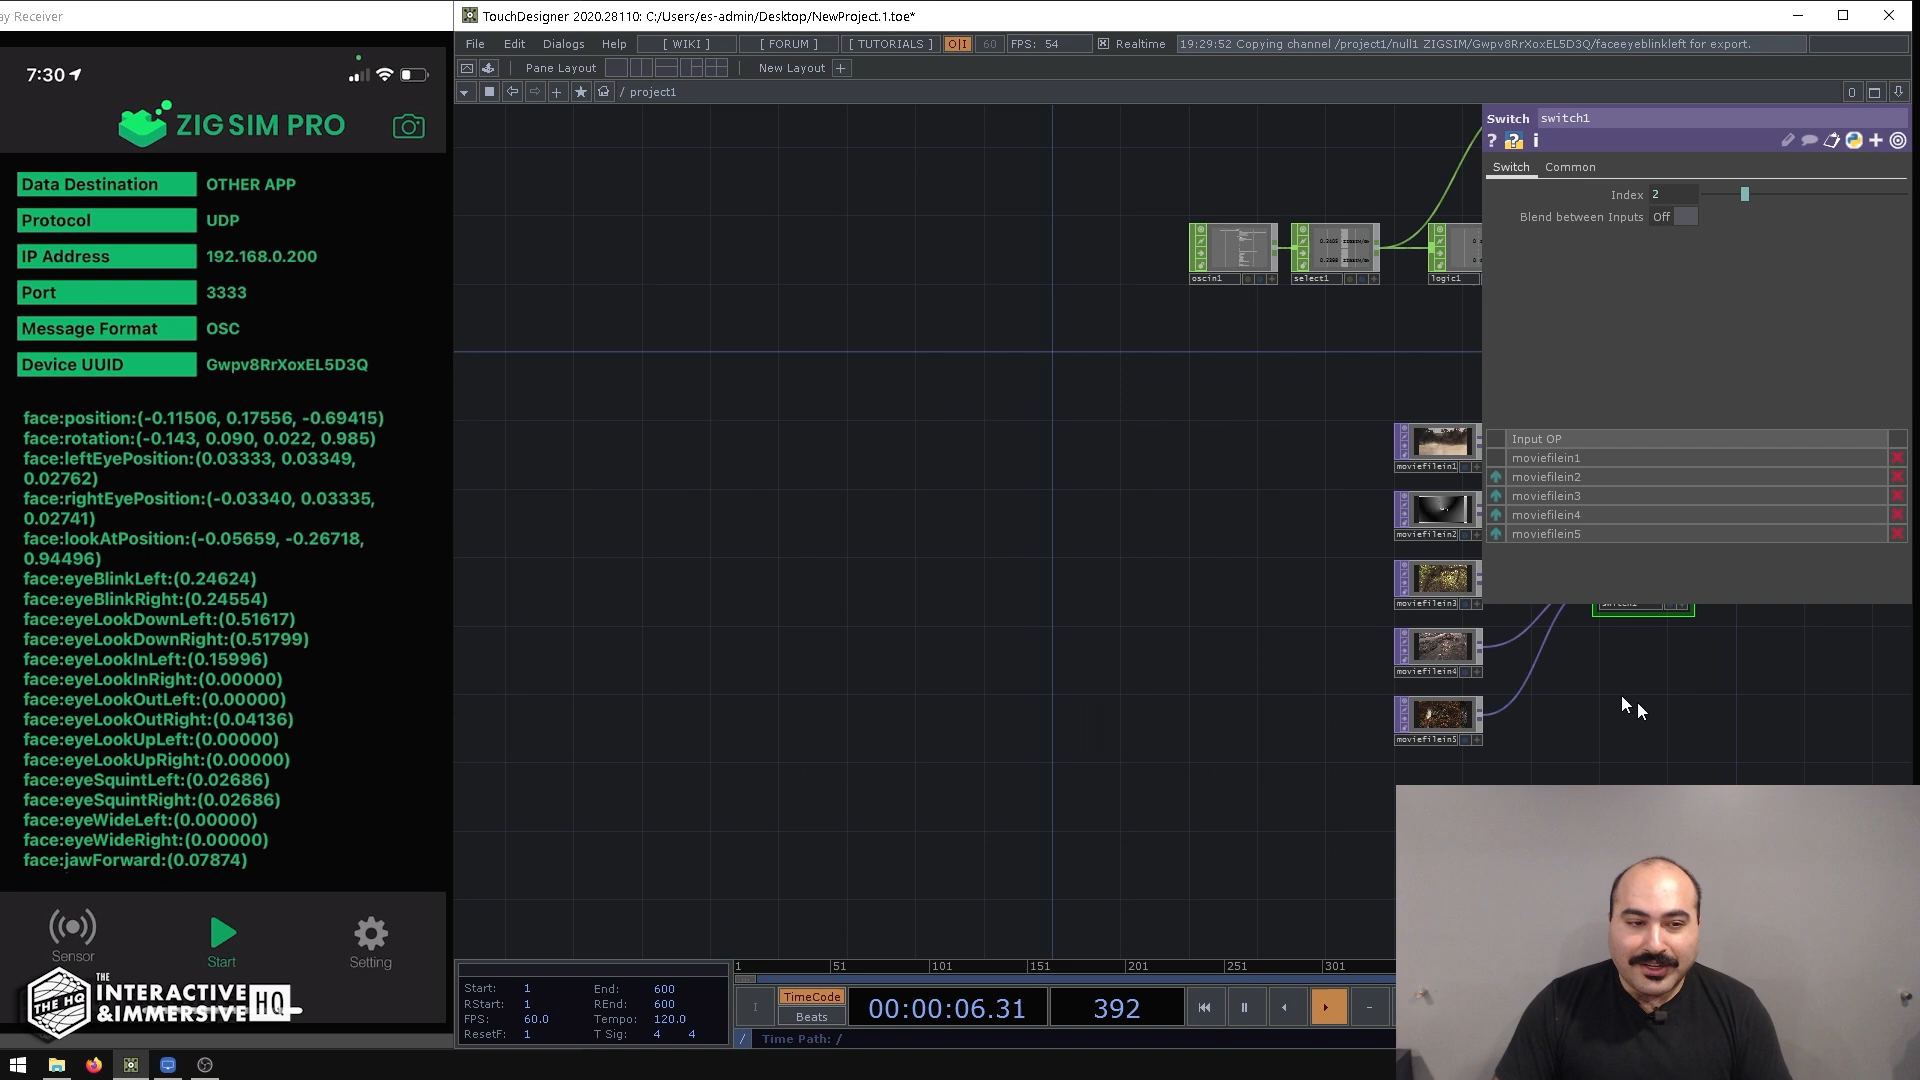 ay Receiver
7:30
ZIG SIM PRO
Data Destination OTHER APP
Protocol UDP
IP Address 192.168.0.200
Port 3333
Message Format OSC
Device UUID Gwpv8RrXoxEL5D3Q
face:position:(-0.11506, 0.17556, -0.69415)
face:rotation:(-0.143, 0.090, 0.022, 0.985)
face:leftEyePosition:(0.03333, 0.03349,
0.02762)
face:rightEyePosition:(-0.03340, 0.03335,
0.02741)
face:lookAtPosition:(-0.05659, -0.26718,
0.94496)
face:eyeBlinkLeft:(0.24624)
face:eyeBlinkRight:(0.24554)
face:eyeLookDownLeft:(0.51617)
face:eyeLookDownRight:(0.51799)
face:eyeLookInLeft:(0.15996)
face:eyeLookInRight:(0.00000)
face:eyeLookOutLeft:(0.00000)
face:eyeLookOutRight:(0.04136)
face:eyeLookUpLeft:(0.00000)
face:eyeLookUpRight:(0.00000)
face:eyeSquintLeft:(0.02686)
face:eyeSquintRight:(0.02686)
face:eyeWideLeft:(0.00000)
face:eyeWideRight:(0.00000)
face:jawForward:(0.07874)
Sensor Start Setting
THE HQ
THE
INTERACTIVE
& IMMERSIVE HQ
TouchDesigner 2020.28110: C:/Users/es-admin/Desktop/NewProject.1.toe*
File Edit Dialogs Help [ WIKI ] [ FORUM ] [ TUTORIALS ] O|I 60 FPS: 54 Realtime 19:29:52 Copying channel /project1/null1 ZIGSIM/Gwpv8RrXoxEL5D3Q/faceeyeblinkleft for export.
Pane Layout New Layout +
/ project1 0
oscin1
select1
logic1
moviefilein1
moviefilein2
moviefilein3
moviefilein4
moviefilein5
Switch switch1
? ? i
Switch Common
Index 2
Blend between Inputs Off
Input OP
moviefilein1
moviefilein2
moviefilein3
moviefilein4
moviefilein5
1 51 101 151 201 251 301
Start: 1 End: 600
RStart: 1 REnd: 600
FPS: 60.0 Tempo: 120.0
ResetF: 1 T Sig: 4 4
TimeCode
Beats
00:00:06.31 392
/ Time Path: /